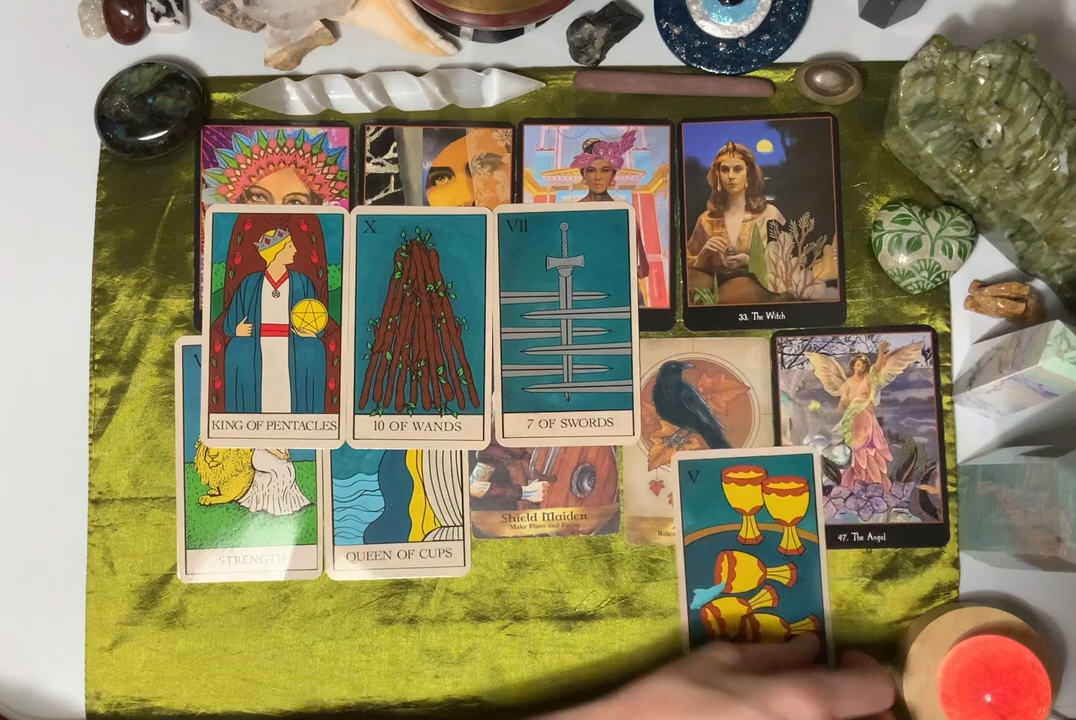 33. The Witch
X
VII
KING OF PENTACLES
10 OF WANDS
7 OF SWORDS
V
STRENGTH
QUEEN OF CUPS
Shield Maiden
Make Plans and Focus
47. The Angel